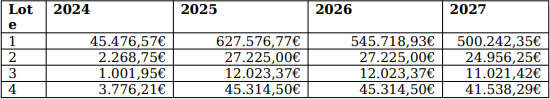 Lote 2024 2025 2026 2027
1 45.476,57€ 627.576,77€ 545.718,93€ 500.242,35€
2 2.268,75€ 27.225,00€ 27.225,00€ 24.956,25€
3 1.001,95€ 12.023,37€ 12.023,37€ 11.021,42€
4 3.776,21€ 45.314,50€ 45.314,50€ 41.538,29€